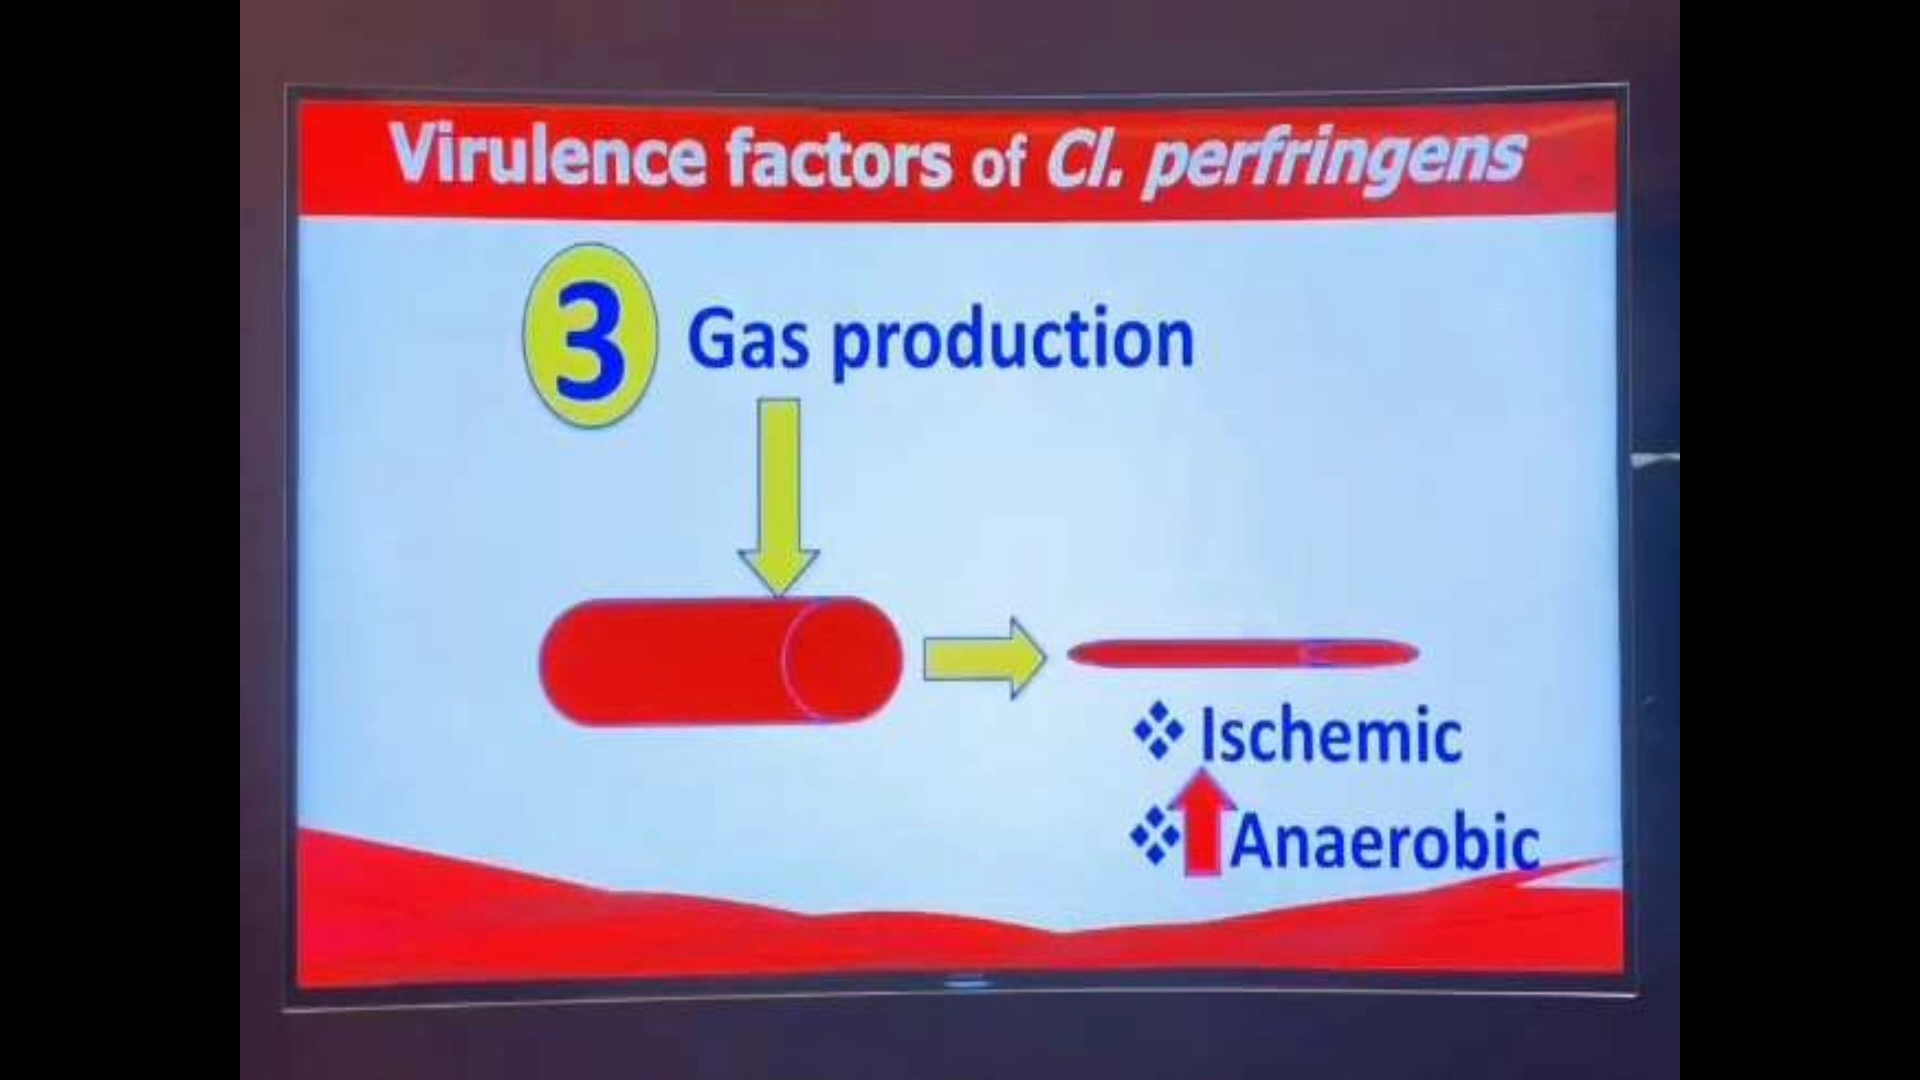 Virulence factors of Cl. perfringens
3 Gas production
❖ Ischemic
❖ Anaerobic